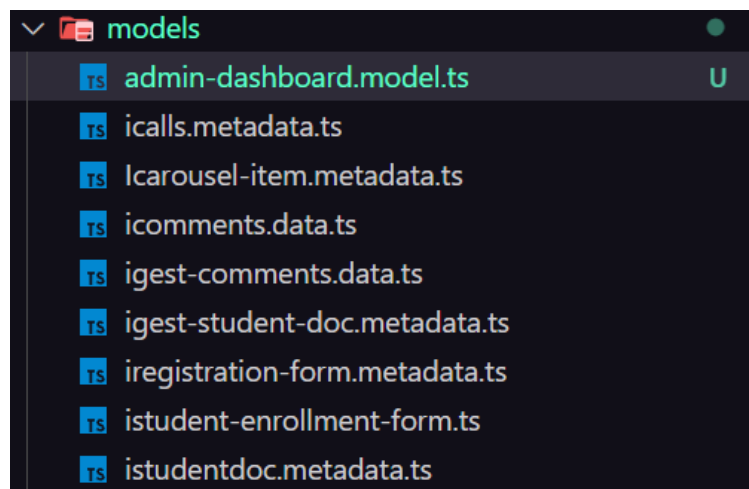 models
TS admin-dashboard.model.ts U
TS icalls.metadata.ts
TS Icarousel-item.metadata.ts
TS icomments.data.ts
TS igest-comments.data.ts
TS igest-student-doc.metadata.ts
TS iregistration-form.metadata.ts
TS istudent-enrollment-form.ts
TS istudentdoc.metadata.ts